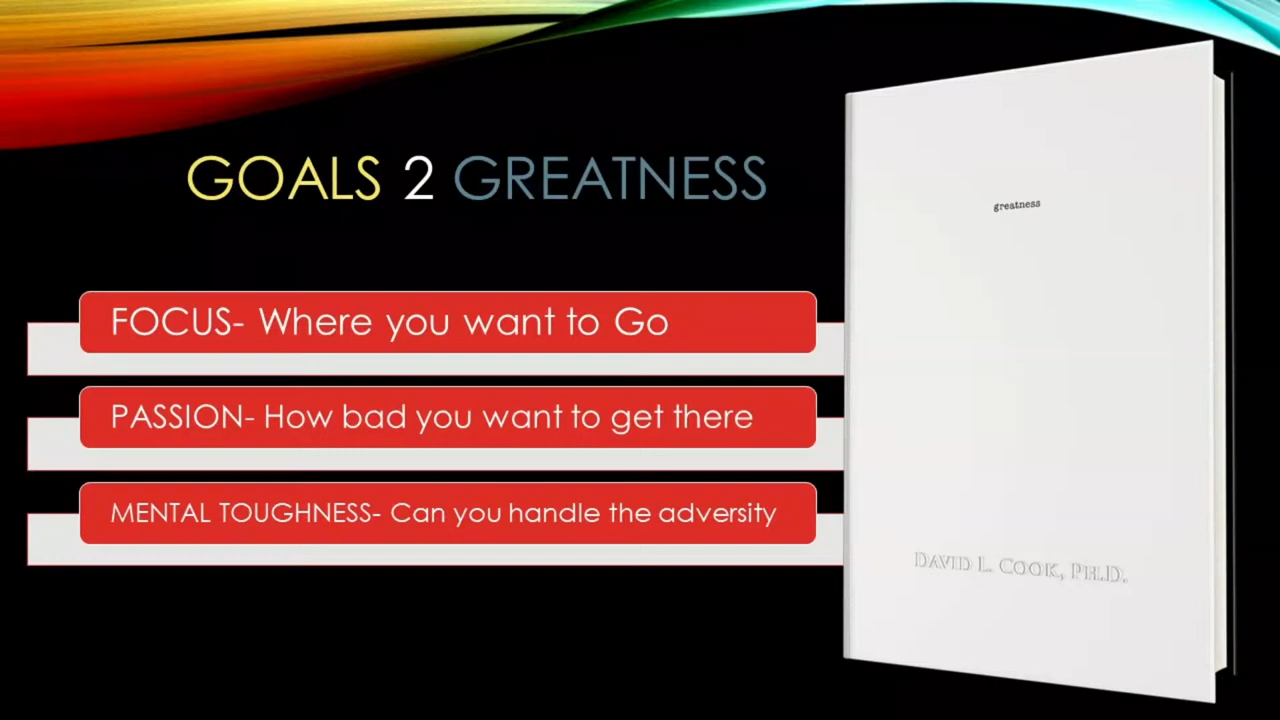 GOALS 2 GREATNESS
FOCUS- Where you want to Go
PASSION- How bad you want to get there
MENTAL TOUGHNESS- Can you handle the adversity
greatness
DAVID L. COOK, PH.D.